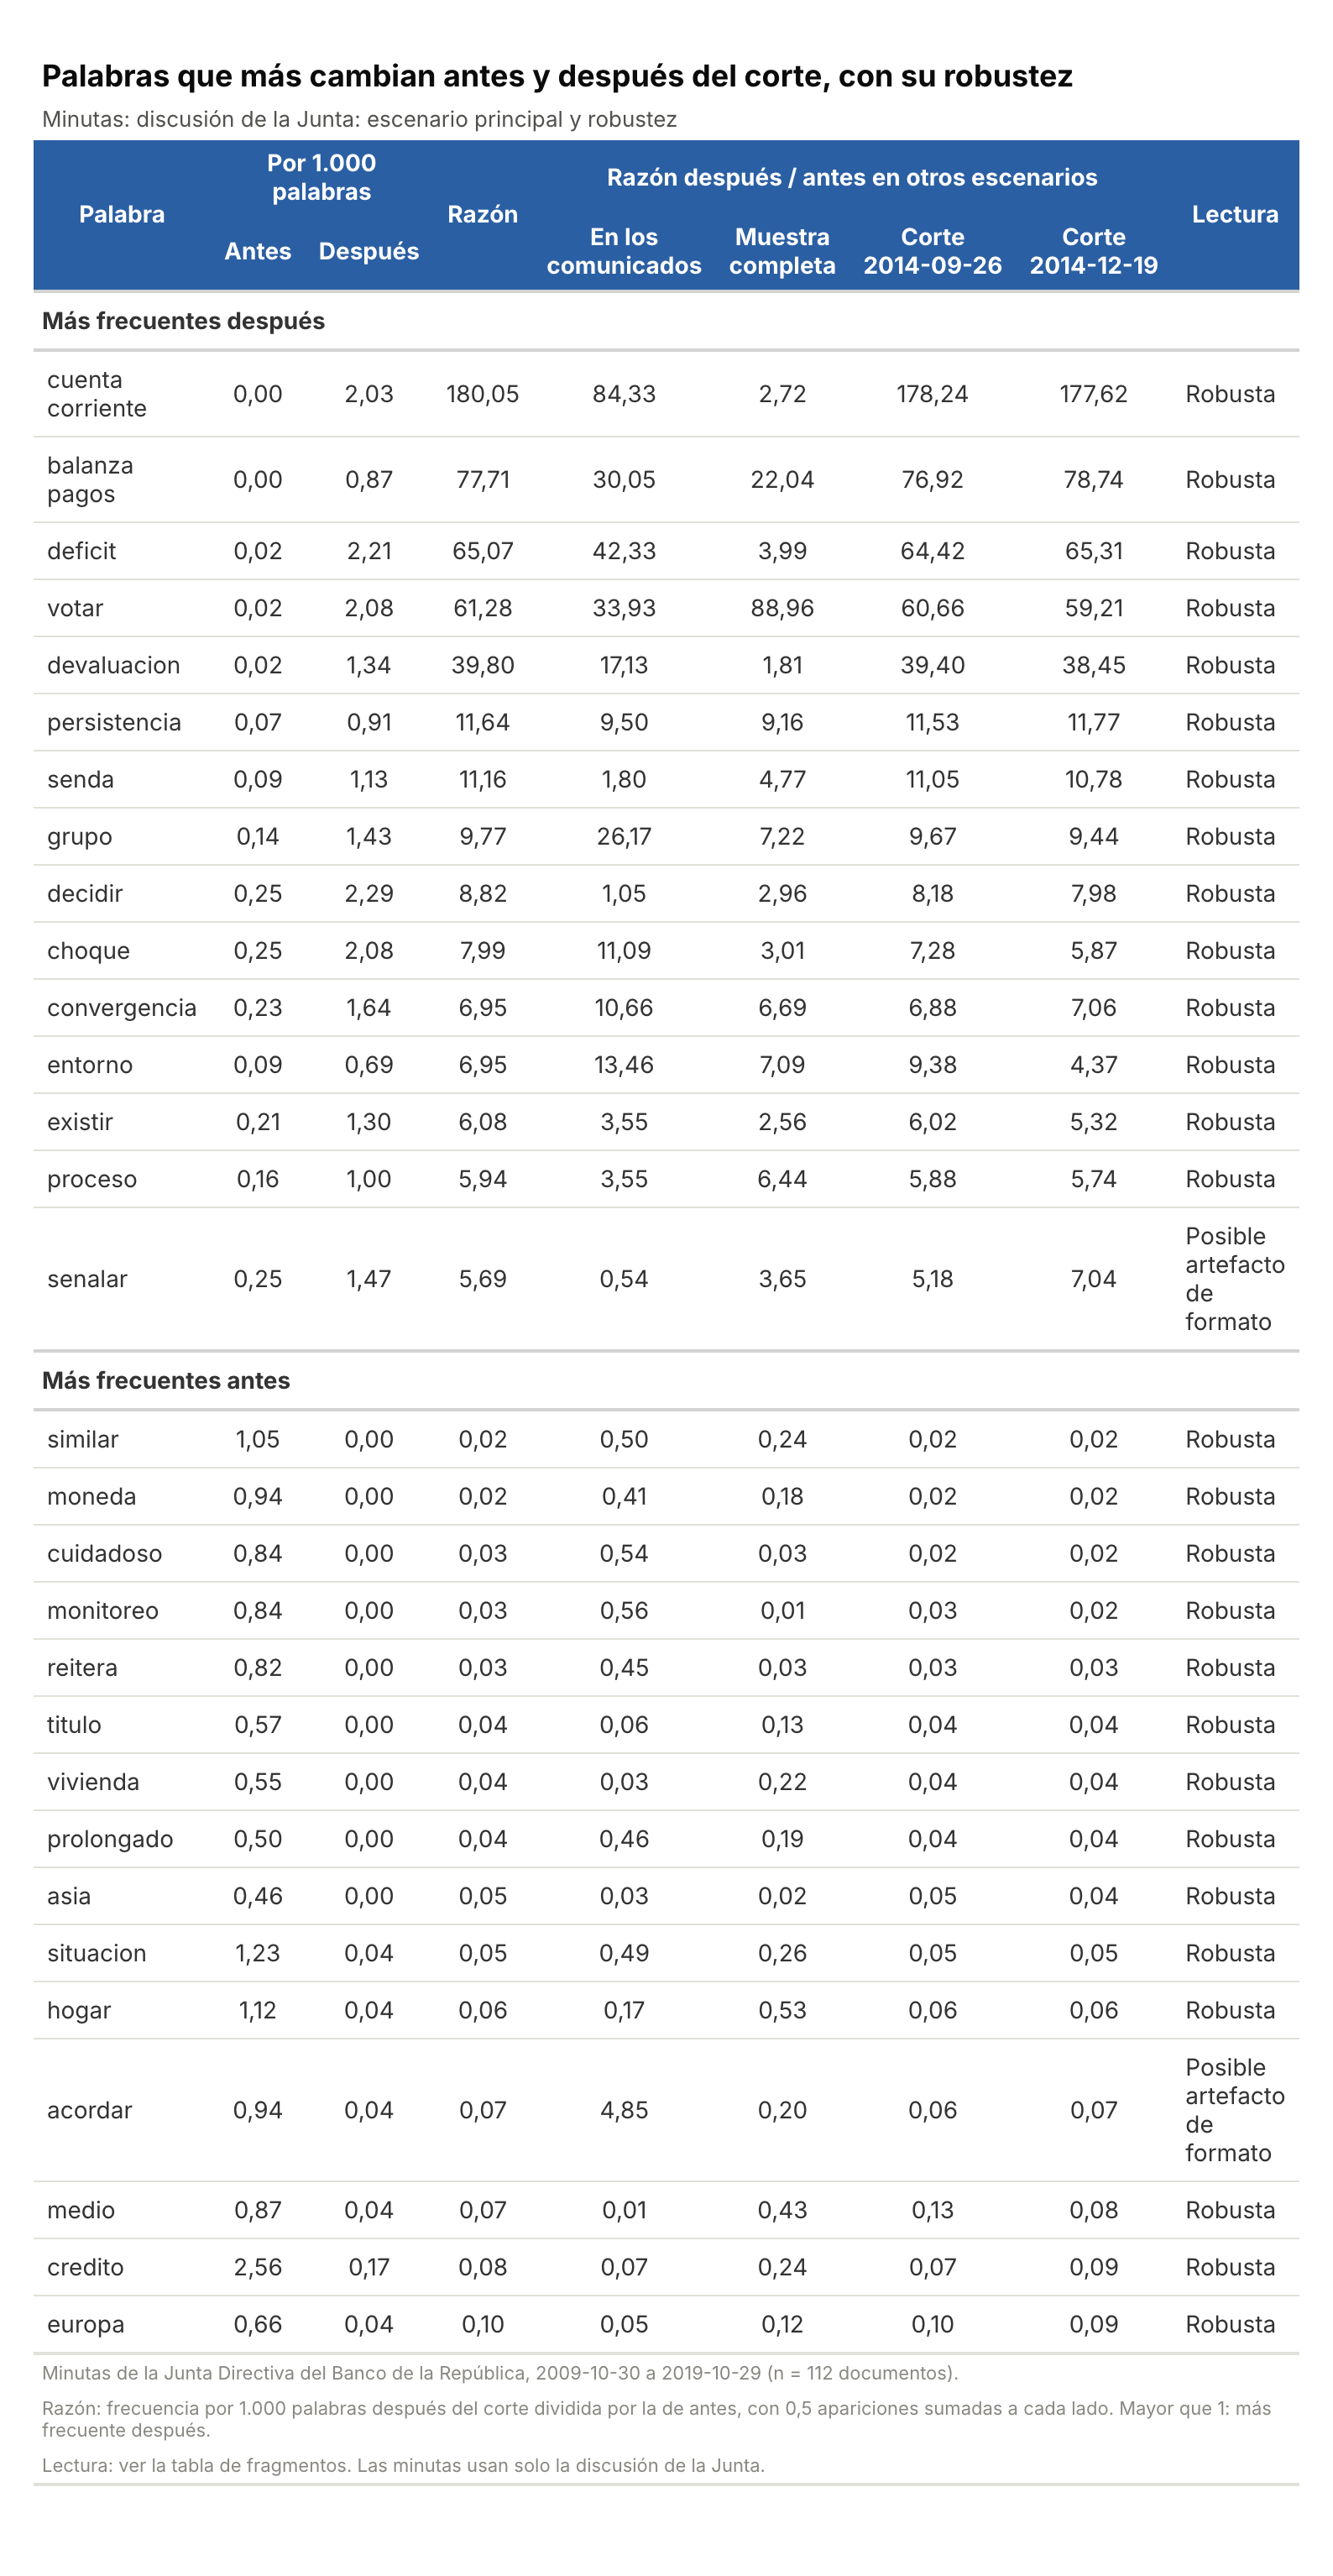 Palabras que más cambian antes y después del corte, con su robustez
Minutas: discusión de la Junta: escenario principal y robustez
Palabra
Por 1.000
palabras
Antes
Después
Razón
Razón después / antes en otros escenarios
En los
comunicados
Muestra
completa
Corte
2014-09-26
Corte
2014-12-19
Lectura
Más frecuentes después
cuenta
corriente
0,00 2,03 180,05 84,33 2,72 178,24 177,62 Robusta
balanza
pagos
0,00 0,87 77,71 30,05 22,04 76,92 78,74 Robusta
deficit 0,02 2,21 65,07 42,33 3,99 64,42 65,31 Robusta
votar 0,02 2,08 61,28 33,93 88,96 60,66 59,21 Robusta
devaluacion 0,02 1,34 39,80 17,13 1,81 39,40 38,45 Robusta
persistencia 0,07 0,91 11,64 9,50 9,16 11,53 11,77 Robusta
senda 0,09 1,13 11,16 1,80 4,77 11,05 10,78 Robusta
grupo 0,14 1,43 9,77 26,17 7,22 9,67 9,44 Robusta
decidir 0,25 2,29 8,82 1,05 2,96 8,18 7,98 Robusta
choque 0,25 2,08 7,99 11,09 3,01 7,28 5,87 Robusta
convergencia 0,23 1,64 6,95 10,66 6,69 6,88 7,06 Robusta
entorno 0,09 0,69 6,95 13,46 7,09 9,38 4,37 Robusta
existir 0,21 1,30 6,08 3,55 2,56 6,02 5,32 Robusta
proceso 0,16 1,00 5,94 3,55 6,44 5,88 5,74 Robusta
senalar 0,25 1,47 5,69 0,54 3,65 5,18 7,04
Posible
artefacto
de
formato
Más frecuentes antes
similar 1,05 0,00 0,02 0,50 0,24 0,02 0,02 Robusta
moneda 0,94 0,00 0,02 0,41 0,18 0,02 0,02 Robusta
cuidadoso 0,84 0,00 0,03 0,54 0,03 0,02 0,02 Robusta
monitoreo 0,84 0,00 0,03 0,56 0,01 0,03 0,02 Robusta
reitera 0,82 0,00 0,03 0,45 0,03 0,03 0,03 Robusta
titulo 0,57 0,00 0,04 0,06 0,13 0,04 0,04 Robusta
vivienda 0,55 0,00 0,04 0,03 0,22 0,04 0,04 Robusta
prolongado 0,50 0,00 0,04 0,46 0,19 0,04 0,04 Robusta
asia 0,46 0,00 0,05 0,03 0,02 0,05 0,04 Robusta
situacion 1,23 0,04 0,05 0,49 0,26 0,05 0,05 Robusta
hogar 1,12 0,04 0,06 0,17 0,53 0,06 0,06 Robusta
acordar 0,94 0,04 0,07 4,85 0,20 0,06 0,07
Posible
artefacto
de
formato
medio 0,87 0,04 0,07 0,01 0,43 0,13 0,08 Robusta
credito 2,56 0,17 0,08 0,07 0,24 0,07 0,09 Robusta
europa 0,66 0,04 0,10 0,05 0,12 0,10 0,09 Robusta
Minutas de la Junta Directiva del Banco de la República, 2009-10-30 a 2019-10-29 (n = 112 documentos).
Razón: frecuencia por 1.000 palabras después del corte dividida por la de antes, con 0,5 apariciones sumadas a cada lado. Mayor que 1: más
frecuente después.
Lectura: ver la tabla de fragmentos. Las minutas usan solo la discusión de la Junta.